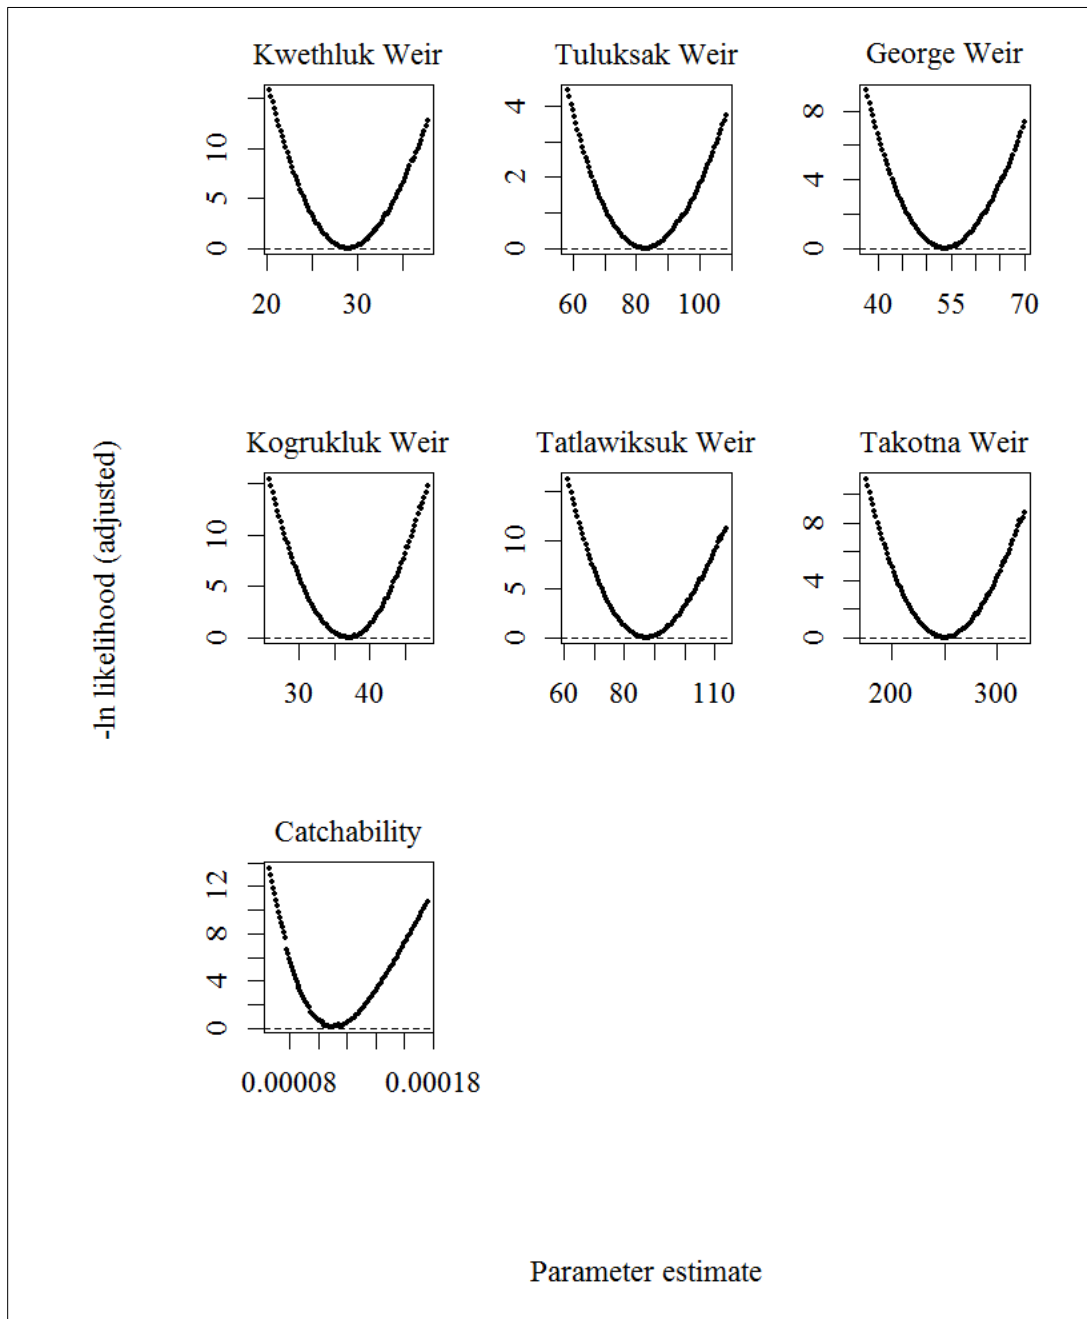 Kwethluk Weir
Tuluksak Weir
George Weir
0 5 10
0 2 4
0 4 8
20 30
60 80 100
40 55 70
-ln likelihood (adjusted)
Kogrukluk Weir
Tatlawiksuk Weir
Takotna Weir
0 5 10
0 5 10
0 4 8
30 40
60 80 110
200 300
Catchability
0 4 8 12
0.00008 0.00018
Parameter estimate